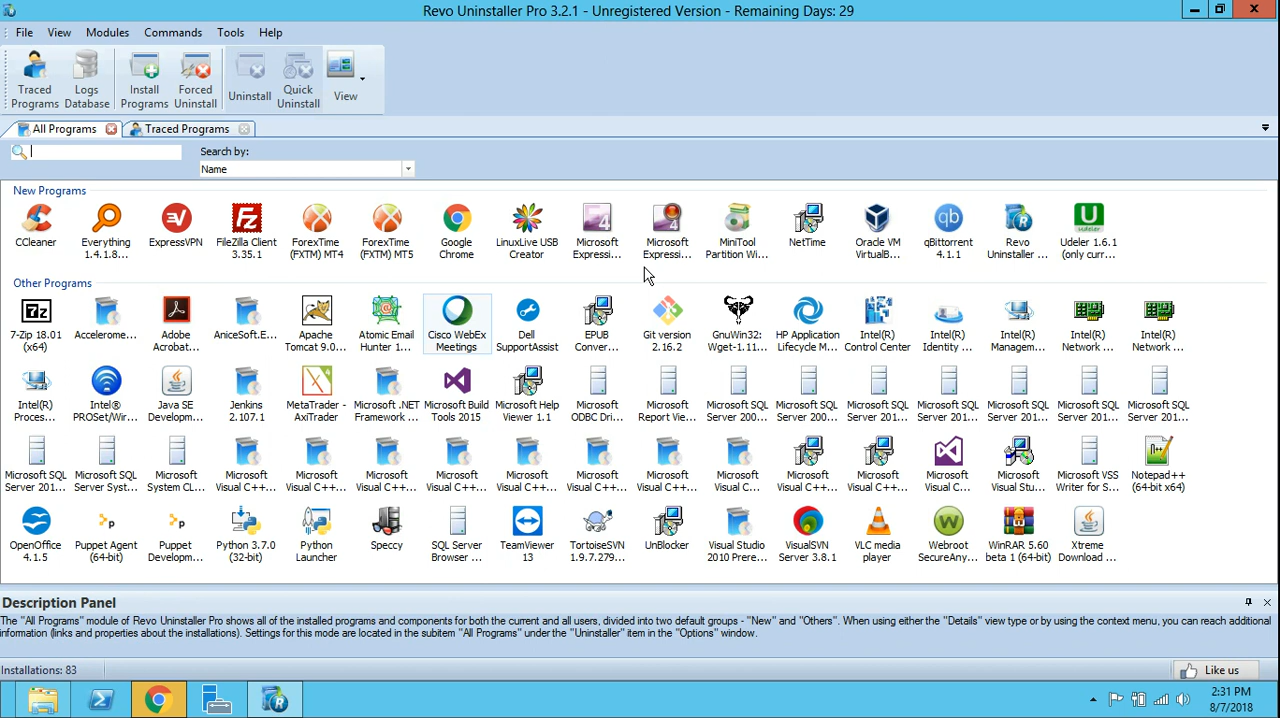 Revo Uninstaller Pro 3.2.1 - Unregistered Version - Remaining Days: 29
File View Modules Commands Tools Help
Traced Programs
Logs Database
Install Programs
Forced Uninstall
Uninstall
Quick Uninstall
View
All Programs
Traced Programs
Search by:
Name
New Programs
CCleaner
Everything 1.4.1.8...
ExpressVPN
FileZilla Client 3.35.1
ForexTime (FXTM) MT4
ForexTime (FXTM) MT5
Google Chrome
LinuxLive USB Creator
Microsoft Expressi...
Microsoft Expressi...
MiniTool Partition Wi...
NetTime
Oracle VM VirtualB...
qBittorrent 4.1.1
Revo Uninstaller ...
Udeler 1.6.1 (only curr...
Other Programs
7-Zip 18.01 (x64)
Accelerome...
Adobe Acrobat...
AniceSoft.E...
Apache Tomcat 9.0...
Atomic Email Hunter 1...
Cisco WebEx Meetings
Dell SupportAssist
EPUB Conver...
Git version 2.16.2
GnuWin32: Wget-1.11...
HP Application Lifecycle M...
Intel(R) Control Center
Intel(R) Identity ...
Intel(R) Managem...
Intel(R) Network ...
Intel(R) Network ...
Intel(R) Proces...
Intel® PROSet/Wir...
Java SE Developm...
Jenkins 2.107.1
MetaTrader - AxiTrader
Microsoft .NET Framework ...
Microsoft Build Tools 2015
Microsoft Help Viewer 1.1
Microsoft ODBC Dri...
Microsoft Report Vie...
Microsoft SQL Server 200...
Microsoft SQL Server 200...
Microsoft SQL Server 201...
Microsoft SQL Server 201...
Microsoft SQL Server 201...
Microsoft SQL Server 201...
Microsoft SQL Server 201...
Microsoft SQL Server Syst...
Microsoft System CL...
Microsoft Visual C++...
Microsoft Visual C++...
Microsoft Visual C++...
Microsoft Visual C++...
Microsoft Visual C++...
Microsoft Visual C++...
Microsoft Visual C++...
Microsoft Visual C...
Microsoft Visual C++...
Microsoft Visual C++...
Microsoft Visual C...
Microsoft Visual Stu...
Microsoft VSS Writer for S...
Notepad++ (64-bit x64)
OpenOffice 4.1.5
Puppet Agent (64-bit)
Puppet Developm...
Python 3.7.0 (32-bit)
Python Launcher
Speccy
SQL Server Browser ...
TeamViewer 13
TortoiseSVN 1.9.7.279...
UnBlocker
Visual Studio 2010 Prere...
VisualSVN Server 3.8.1
VLC media player
Webroot SecureAny...
WinRAR 5.60 beta 1 (64-bit)
Xtreme Download ...
Description Panel
The "All Programs" module of Revo Uninstaller Pro shows all of the installed programs and components for both the current and all users, divided into two default groups - "New" and "Others". When using either the "Details" view type or by using the context menu, you can reach additional
information (links and properties about the installations). Settings for this mode are located in the subitem "All Programs" under the "Uninstaller" item in the "Options" window.
Installations: 83
Like us
2:31 PM
8/7/2018